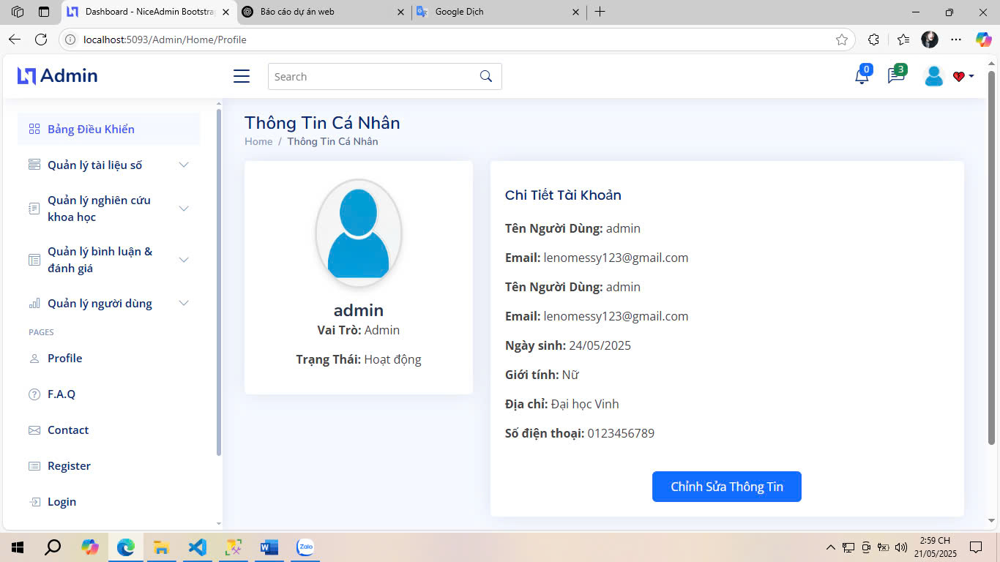 Dashboard - NiceAdmin Bootstra
Báo cáo dự án web
Google Dịch
localhost:5093/Admin/Home/Profile
Admin
Search
0
3
Bảng Điều Khiển
Quản lý tài liệu số
Quản lý nghiên cứu
khoa học
Quản lý bình luận &
đánh giá
Quản lý người dùng
PAGES
Profile
F.A.Q
Contact
Register
Login
Thông Tin Cá Nhân
Home / Thông Tin Cá Nhân
admin
Vai Trò: Admin
Trạng Thái: Hoạt động
Chi Tiết Tài Khoản
Tên Người Dùng: admin
Email: lenomessy123@gmail.com
Tên Người Dùng: admin
Email: lenomessy123@gmail.com
Ngày sinh: 24/05/2025
Giới tính: Nữ
Địa chỉ: Đại học Vinh
Số điện thoại: 0123456789
Chỉnh Sửa Thông Tin
Zalo
2:59 CH
21/05/2025